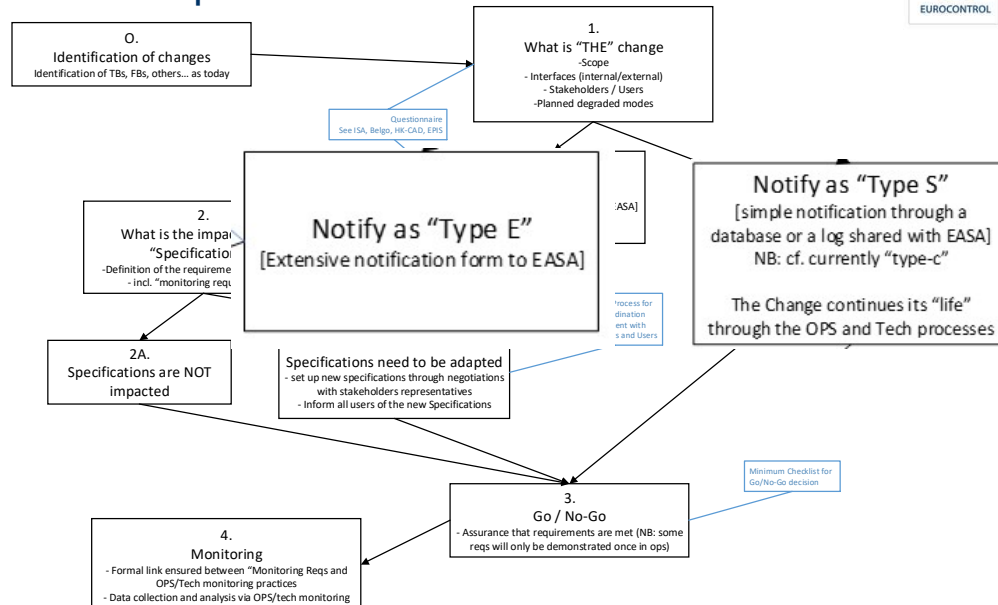 EUROCONTROL
O.
Identification of changes
Identification of TBs, FBs, others... as today
1.
What is “THE” change
-Scope
- Interfaces (internal/external)
- Stakeholders / Users
-Planned degraded modes
Questionnaire
See ISA, Belgo, HK-CAD, EPIS
Notify as “Type E”
[Extensive notification form to EASA]
EASA]
Notify as “Type S”
[simple notification through a
database or a log shared with EASA]
NB: cf. currently “type-c”
The Change continues its “life”
through the OPS and Tech processes
2.
What is the
“
-Definition of the
- incl. “monitoring
for
with
and Users
2A.
Specifications are NOT
impacted
Specifications need to be adapted
- set up new specifications through negotiations
with stakeholders representatives
- Inform all users of the new Specifications
Minimum Checklist for
Go/No-Go decision
3.
Go / No-Go
- Assurance that requirements are met (NB: some
reqs will only be demonstrated once in ops)
4.
Monitoring
- Formal link ensured between “Monitoring Reqs and
OPS/Tech monitoring practices
- Data collection and analysis via OPS/tech monitoring